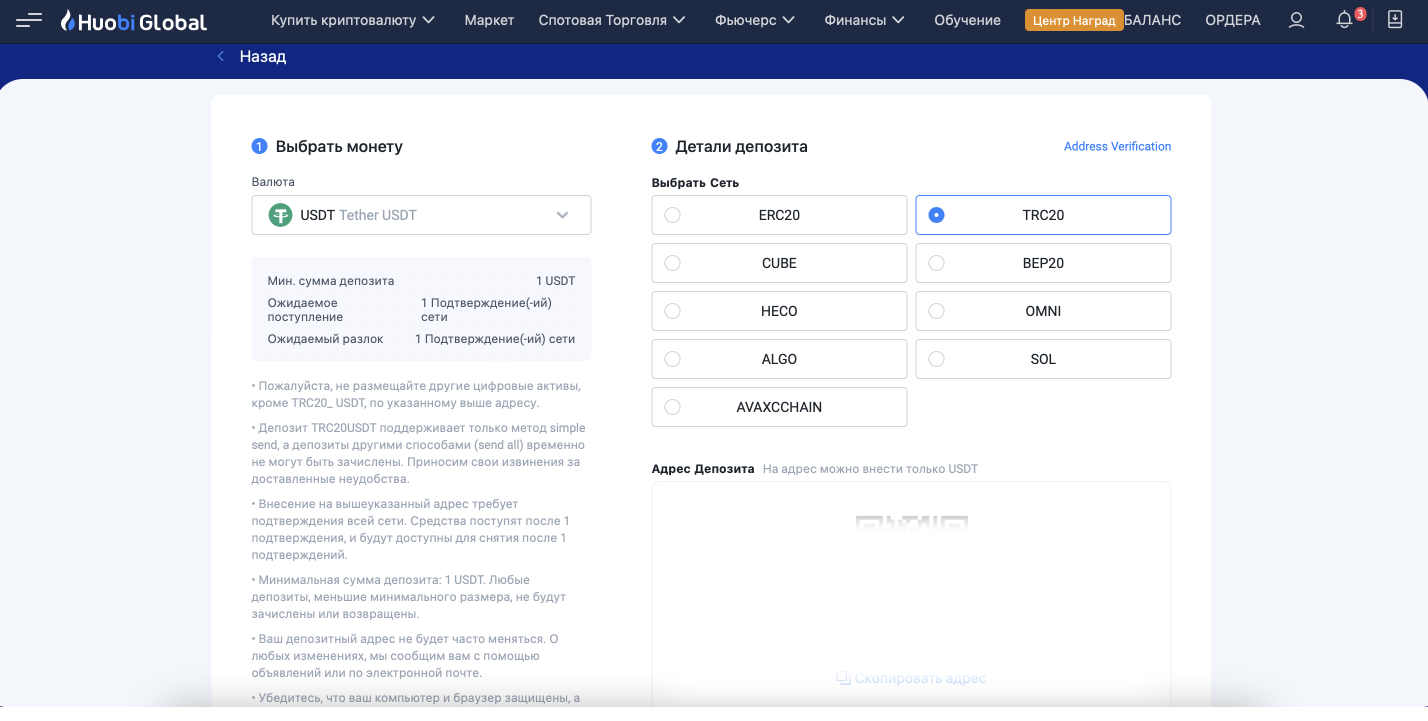 Huobi Global Купить криптовалюту Маркет Спотовая Торговля Фьючерс Финансы Обучение Центр Наград БАЛАНС ОРДЕРА 3
Назад
1 Выбрать монету
Валюта
USDT Tether USDT
Мин. сумма депозита 1 USDT
Ожидаемое поступление 1 Подтверждение(-ий) сети
Ожидаемый разлок 1 Подтверждение(-ий) сети
• Пожалуйста, не размещайте другие цифровые активы,
кроме TRC20_ USDT, по указанному выше адресу.
• Депозит TRC20USDT поддерживает только метод simple
send, а депозиты другими способами (send all) временно
не могут быть зачислены. Приносим свои извинения за
доставленные неудобства.
• Внесение на вышеуказанный адрес требует
подтверждения всей сети. Средства поступят после 1
подтверждения, и будут доступны для снятия после 1
подтверждений.
• Минимальная сумма депозита: 1 USDT. Любые
депозиты, меньшие минимального размера, не будут
зачислены или возвращены.
• Ваш депозитный адрес не будет часто меняться. О
любых изменениях, мы сообщим вам с помощью
объявлений или по электронной почте.
• Убедитесь, что ваш компьютер и браузер защищены, а
2 Детали депозита Address Verification
Выбрать Сеть
ERC20 TRC20
CUBE BEP20
HECO OMNI
ALGO SOL
AVAXCCHAIN
Адрес Депозита На адрес можно внести только USDT
Скопировать адрес